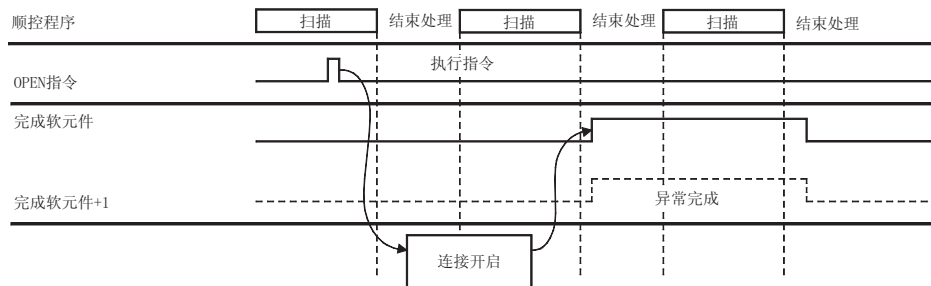 顺控程序 扫描 结束处理 扫描 结束处理 扫描 结束处理
执行指令
OPEN指令
完成软元件
异常完成
完成软元件+1
连接开启